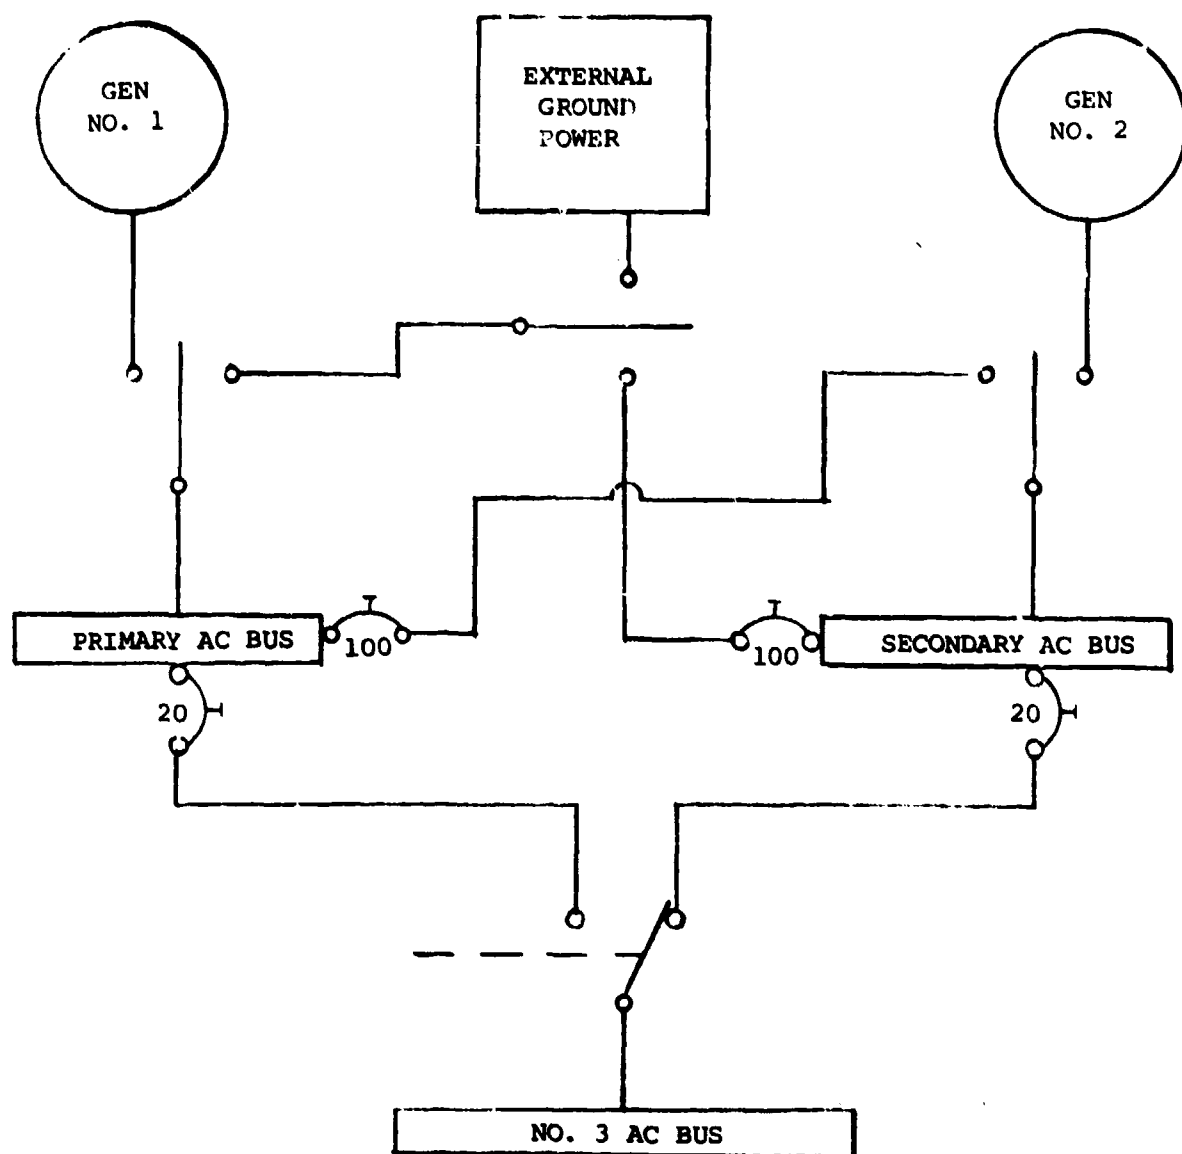 GEN
NO. 1
EXTERNAL
GROUND
POWER
GEN
NO. 2
PRIMARY AC BUS
100
100
SECONDARY AC BUS
20
20
NO. 3 AC BUS